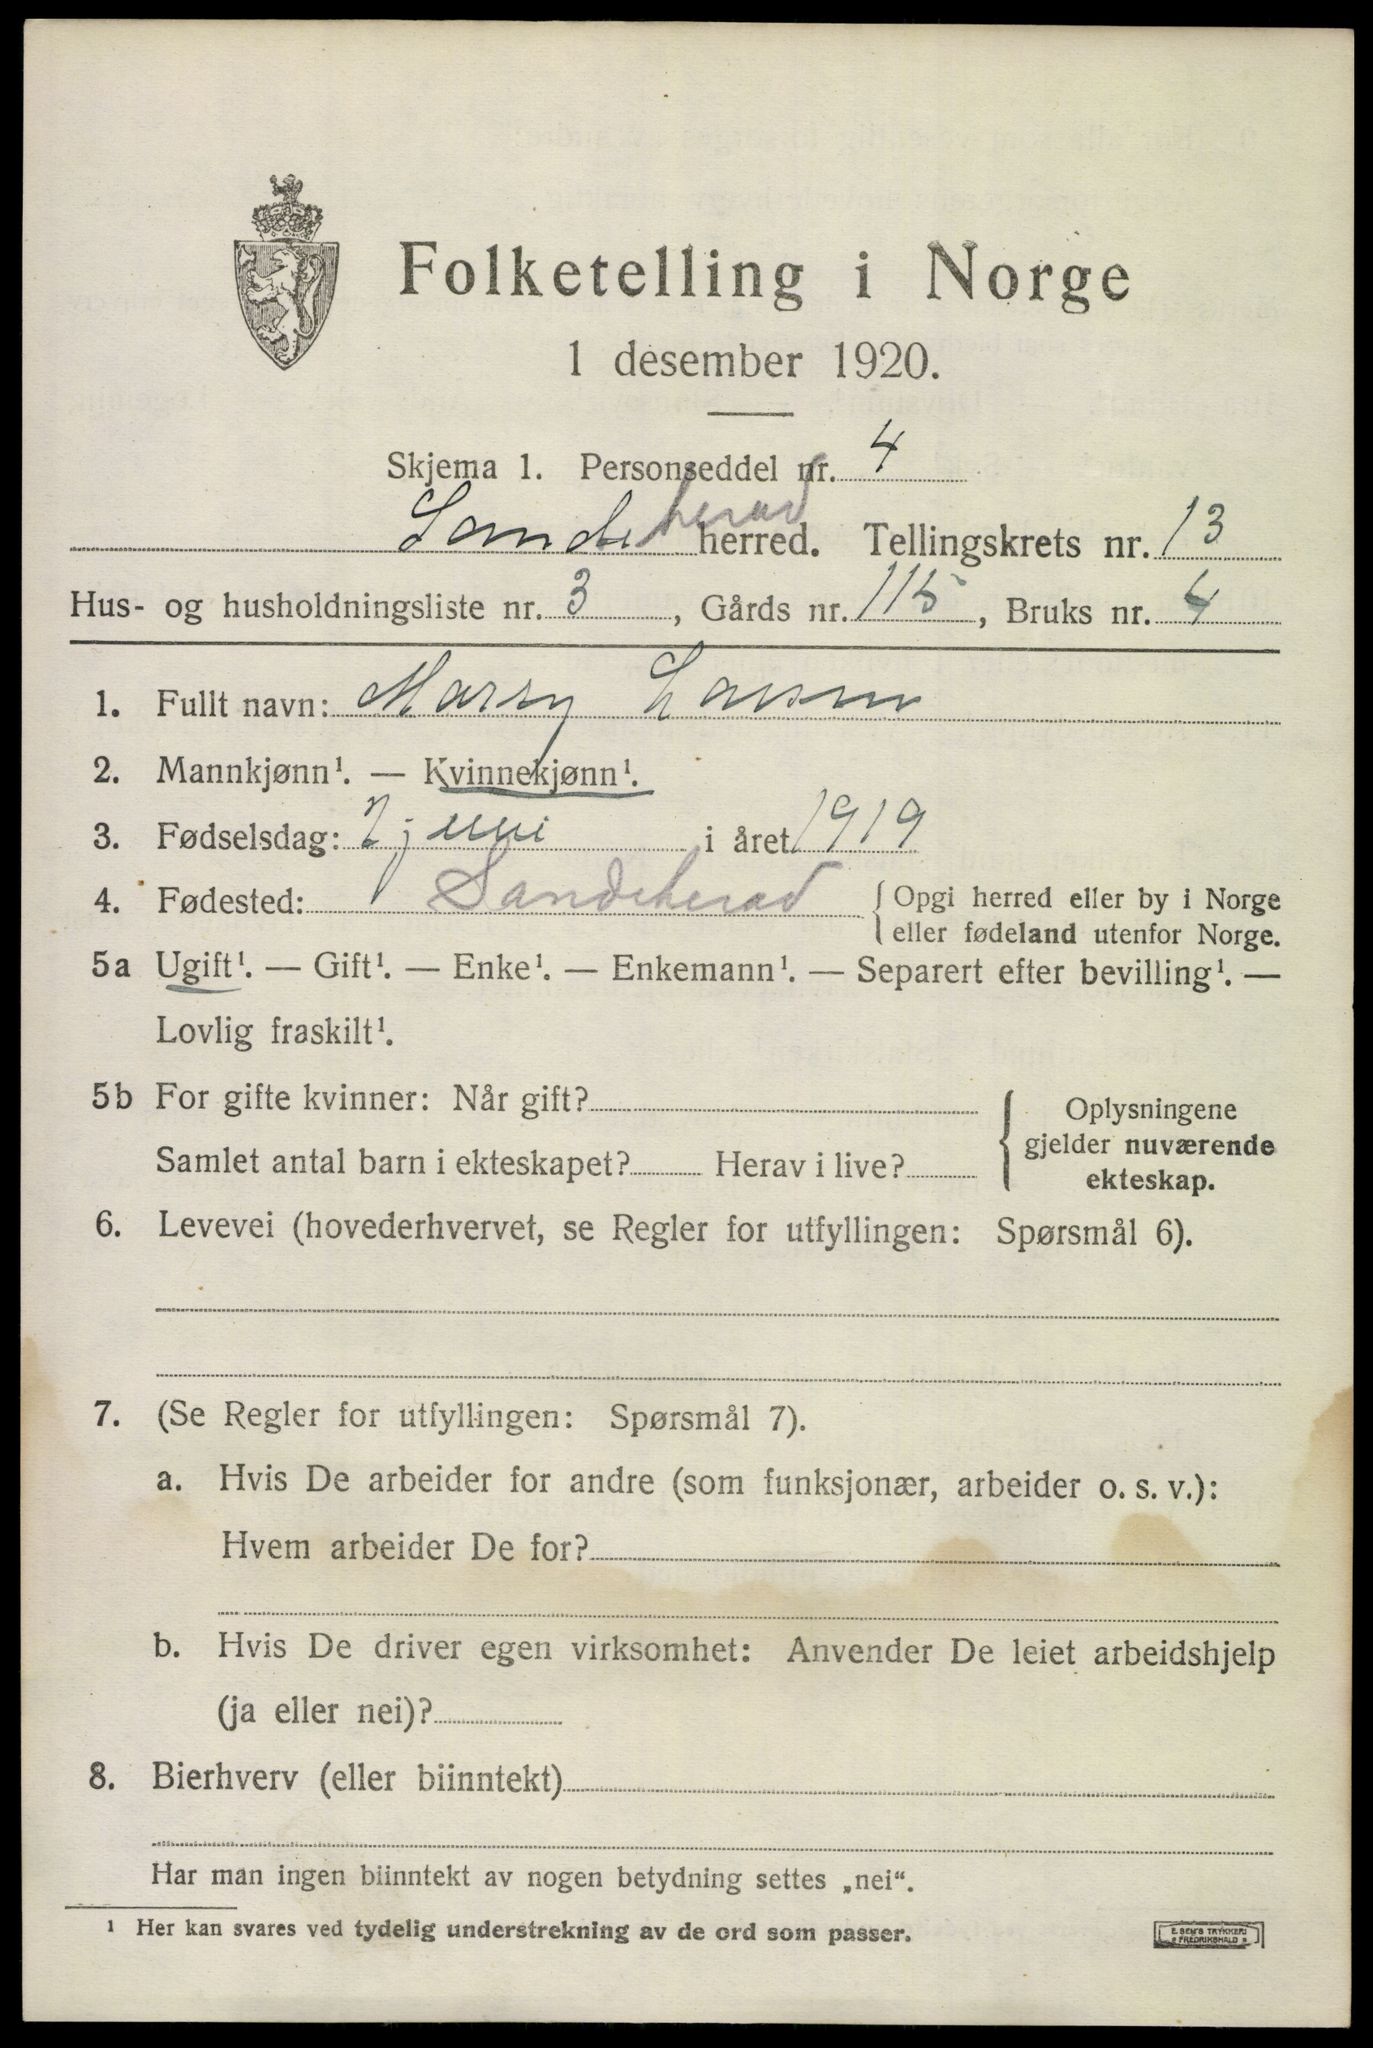 Folketelling i Norge
1 desember 1920.
Skjema 1. Personseddel nr. 4
Sandeherad herred. Tellingskrets nr. 13
Hus- og husholdningsliste nr. 3, Gårds nr. 115, Bruks nr. 4
1. Fullt navn: Marry Larsen
2. Mannkjønn¹. — Kvinnekjønn¹.
3. Fødselsdag: 7 juni i året 1919
4. Fødested: Sandeherad { Opgi herred eller by i Norge
eller fødeland utenfor Norge.
5a Ugift¹. — Gift¹. — Enke¹. — Enkemann¹. — Separert efter bevilling¹. —
Lovlig fraskilt¹.
5b For gifte kvinner: Når gift?
Samlet antal barn i ekteskapet? Herav i live?
{ Oplysningene
gjelder nuværende
ekteskap.
6. Levevei (hovederhvervet, se Regler for utfyllingen: Spørsmål 6).
7. (Se Regler for utfyllingen: Spørsmål 7).
a. Hvis De arbeider for andre (som funksjonær, arbeider o. s. v.):
Hvem arbeider De for?
b. Hvis De driver egen virksomhet: Anvender De leiet arbeidshjelp
(ja eller nei)?
8. Bierhverv (eller biinntekt)
Har man ingen biinntekt av nogen betydning settes „nei“.
¹ Her kan svares ved tydelig understrekning av de ord som passer.
E SEM'S TRYKKERI
FREDRIKSHALD